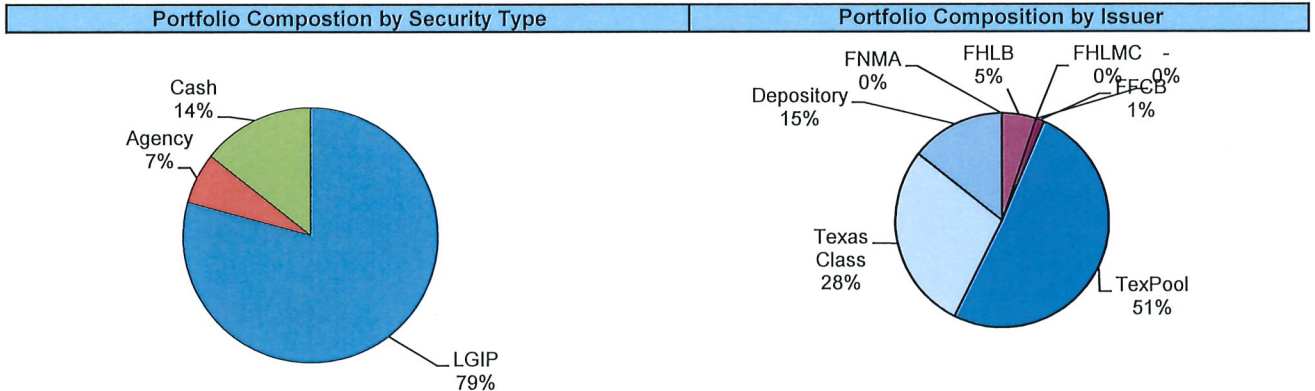 Portfolio Compostion by Security Type
Portfolio Composition by Issuer
Cash
14%
Agency
7%
LGIP
79%
FNMA
0%
FHLB
5%
FHLMC
0%
-
0%
FFCB
1%
Depository
15%
Texas
Class
28%
TexPool
51%